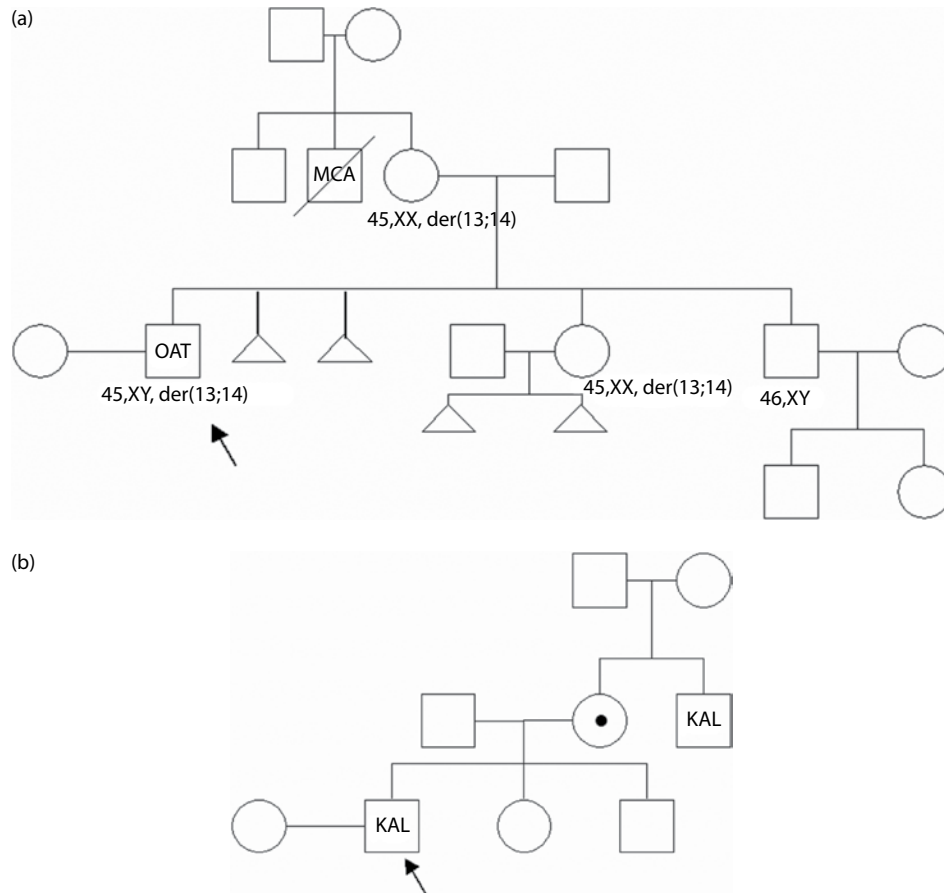 (a)
MCA
45,XX, der(13;14)
OAT
45,XY, der(13;14)
45,XX, der(13;14)
46,XY
(b)
KAL
KAL